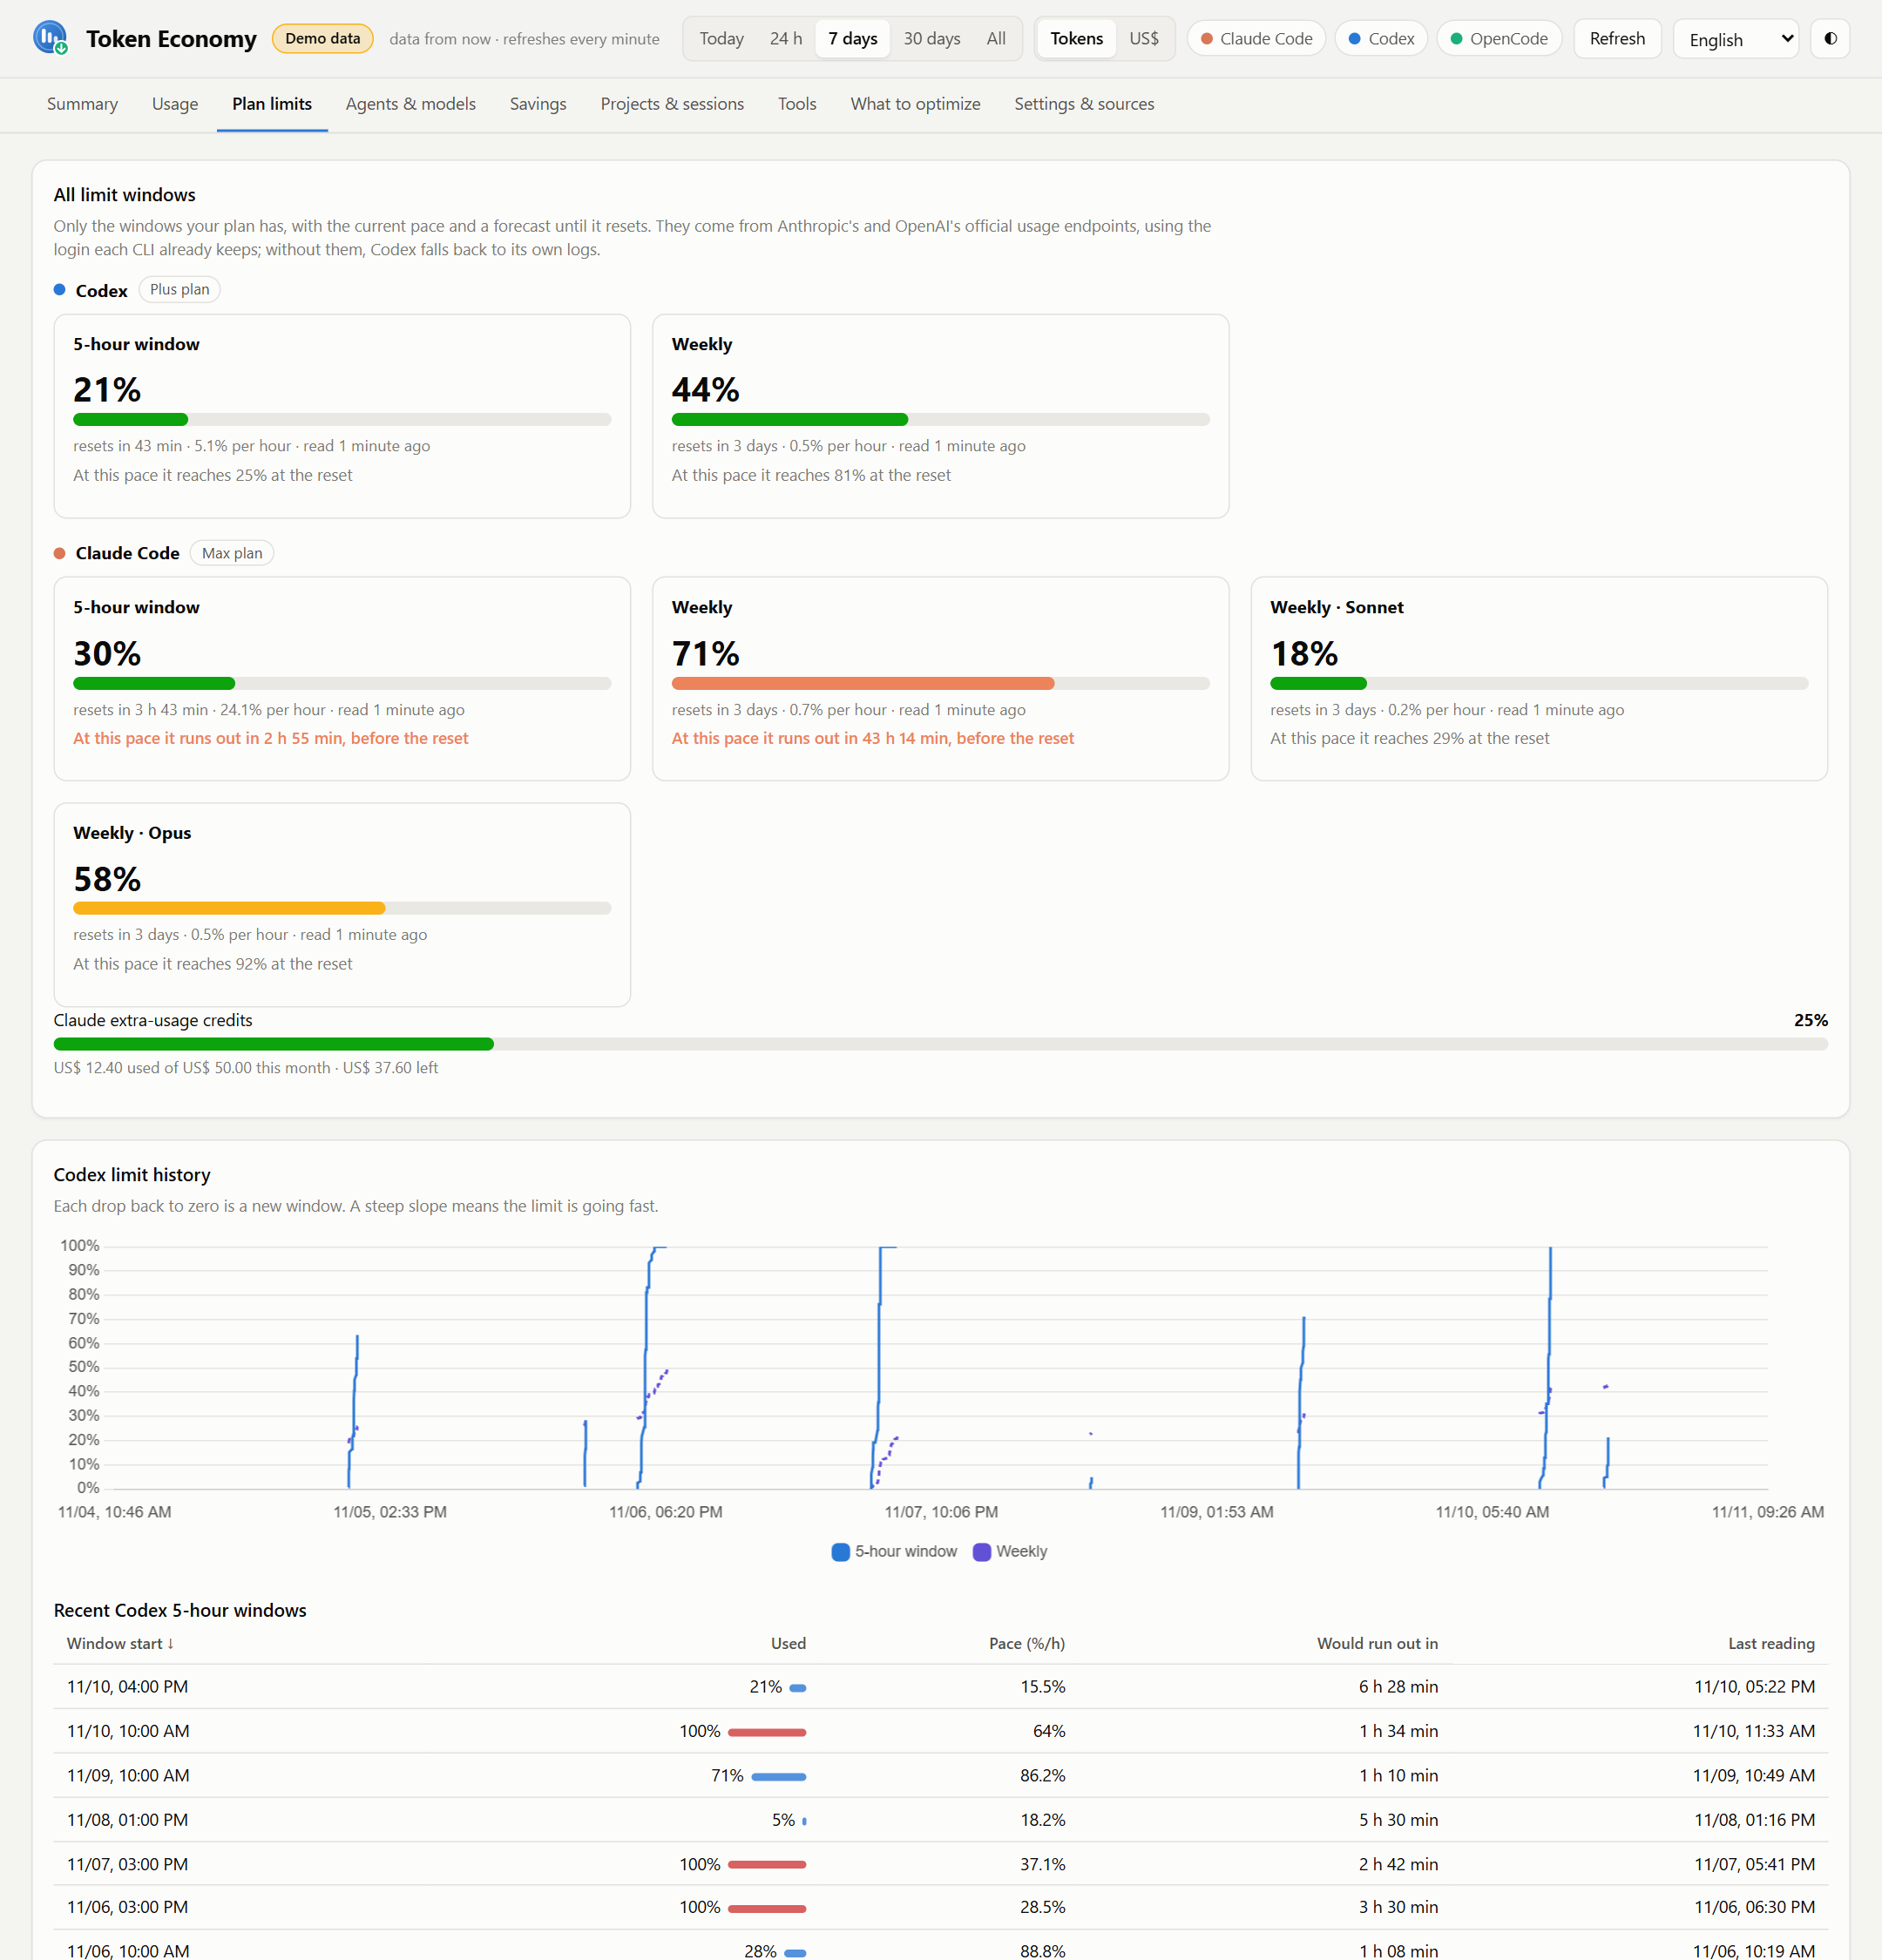 Token Economy
Demo data
data from now · refreshes every minute
Today
24 h
7 days
30 days
All
Tokens
US$
Claude Code
Codex
OpenCode
Refresh
English
Summary
Usage
Plan limits
Agents & models
Savings
Projects & sessions
Tools
What to optimize
Settings & sources
All limit windows
Only the windows your plan has, with the current pace and a forecast until it resets. They come from Anthropic's and OpenAI's official usage endpoints, using the
login each CLI already keeps; without them, Codex falls back to its own logs.
Codex
Plus plan
5-hour window
21%
resets in 43 min · 5.1% per hour · read 1 minute ago
At this pace it reaches 25% at the reset
Weekly
44%
resets in 3 days · 0.5% per hour · read 1 minute ago
At this pace it reaches 81% at the reset
Claude Code
Max plan
5-hour window
30%
resets in 3 h 43 min · 24.1% per hour · read 1 minute ago
At this pace it runs out in 2 h 55 min, before the reset
Weekly
71%
resets in 3 days · 0.7% per hour · read 1 minute ago
At this pace it runs out in 43 h 14 min, before the reset
Weekly · Sonnet
18%
resets in 3 days · 0.2% per hour · read 1 minute ago
At this pace it reaches 29% at the reset
Weekly · Opus
58%
resets in 3 days · 0.5% per hour · read 1 minute ago
At this pace it reaches 92% at the reset
Claude extra-usage credits 25%
US$ 12.40 used of US$ 50.00 this month · US$ 37.60 left
Codex limit history
Each drop back to zero is a new window. A steep slope means the limit is going fast.
100%
90%
80%
70%
60%
50%
40%
30%
20%
10%
0%
11/04, 10:46 AM 11/05, 02:33 PM 11/06, 06:20 PM 11/07, 10:06 PM 11/09, 01:53 AM 11/10, 05:40 AM 11/11, 09:26 AM
5-hour window Weekly
Recent Codex 5-hour windows
Window start ↓ Used Pace (%/h) Would run out in Last reading
11/10, 04:00 PM 21% 15.5% 6 h 28 min 11/10, 05:22 PM
11/10, 10:00 AM 100% 64% 1 h 34 min 11/10, 11:33 AM
11/09, 10:00 AM 71% 86.2% 1 h 10 min 11/09, 10:49 AM
11/08, 01:00 PM 5% 18.2% 5 h 30 min 11/08, 01:16 PM
11/07, 03:00 PM 100% 37.1% 2 h 42 min 11/07, 05:41 PM
11/06, 03:00 PM 100% 28.5% 3 h 30 min 11/06, 06:30 PM
11/06, 10:00 AM 28% 88.8% 1 h 08 min 11/06, 10:19 AM